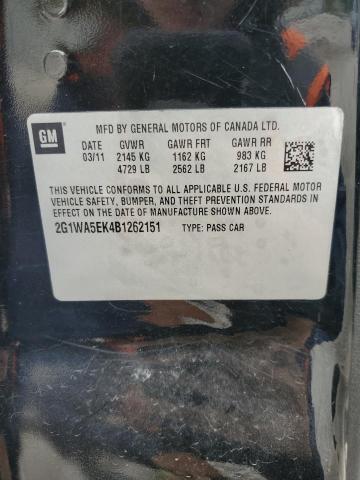 GM
MFD BY GENERAL MOTORS OF CANADA LTD.
DATE GVWR GAWR FRT GAWR RR
03/11 2145 KG 1162 KG 983 KG
4729 LB 2562 LB 2167 LB
THIS VEHICLE CONFORMS TO ALL APPLICABLE U.S. FEDERAL MOTOR
VEHICLE SAFETY, BUMPER, AND THEFT PREVENTION STANDARDS IN
EFFECT ON THE DATE OF MANUFACTURE SHOWN ABOVE.
2G1WA5EK4B1262151 TYPE: PASS CAR